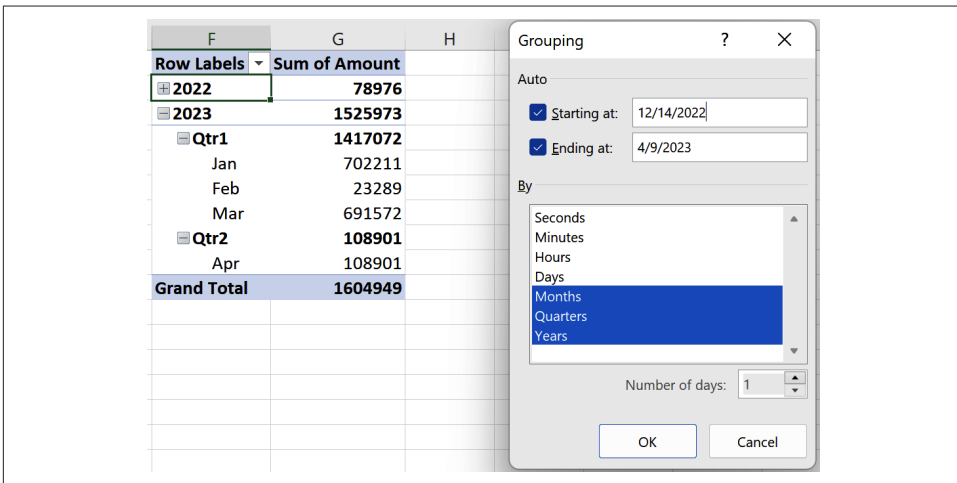 F G H
Row Labels Sum of Amount
2022 78976
2023 1525973
Qtr1 1417072
Jan 702211
Feb 23289
Mar 691572
Qtr2 108901
Apr 108901
Grand Total 1604949
Grouping ?
Auto
Starting at: 12/14/2022
Ending at: 4/9/2023
By
Seconds
Minutes
Hours
Days
Months
Quarters
Years
Number of days: 1
OK Cancel